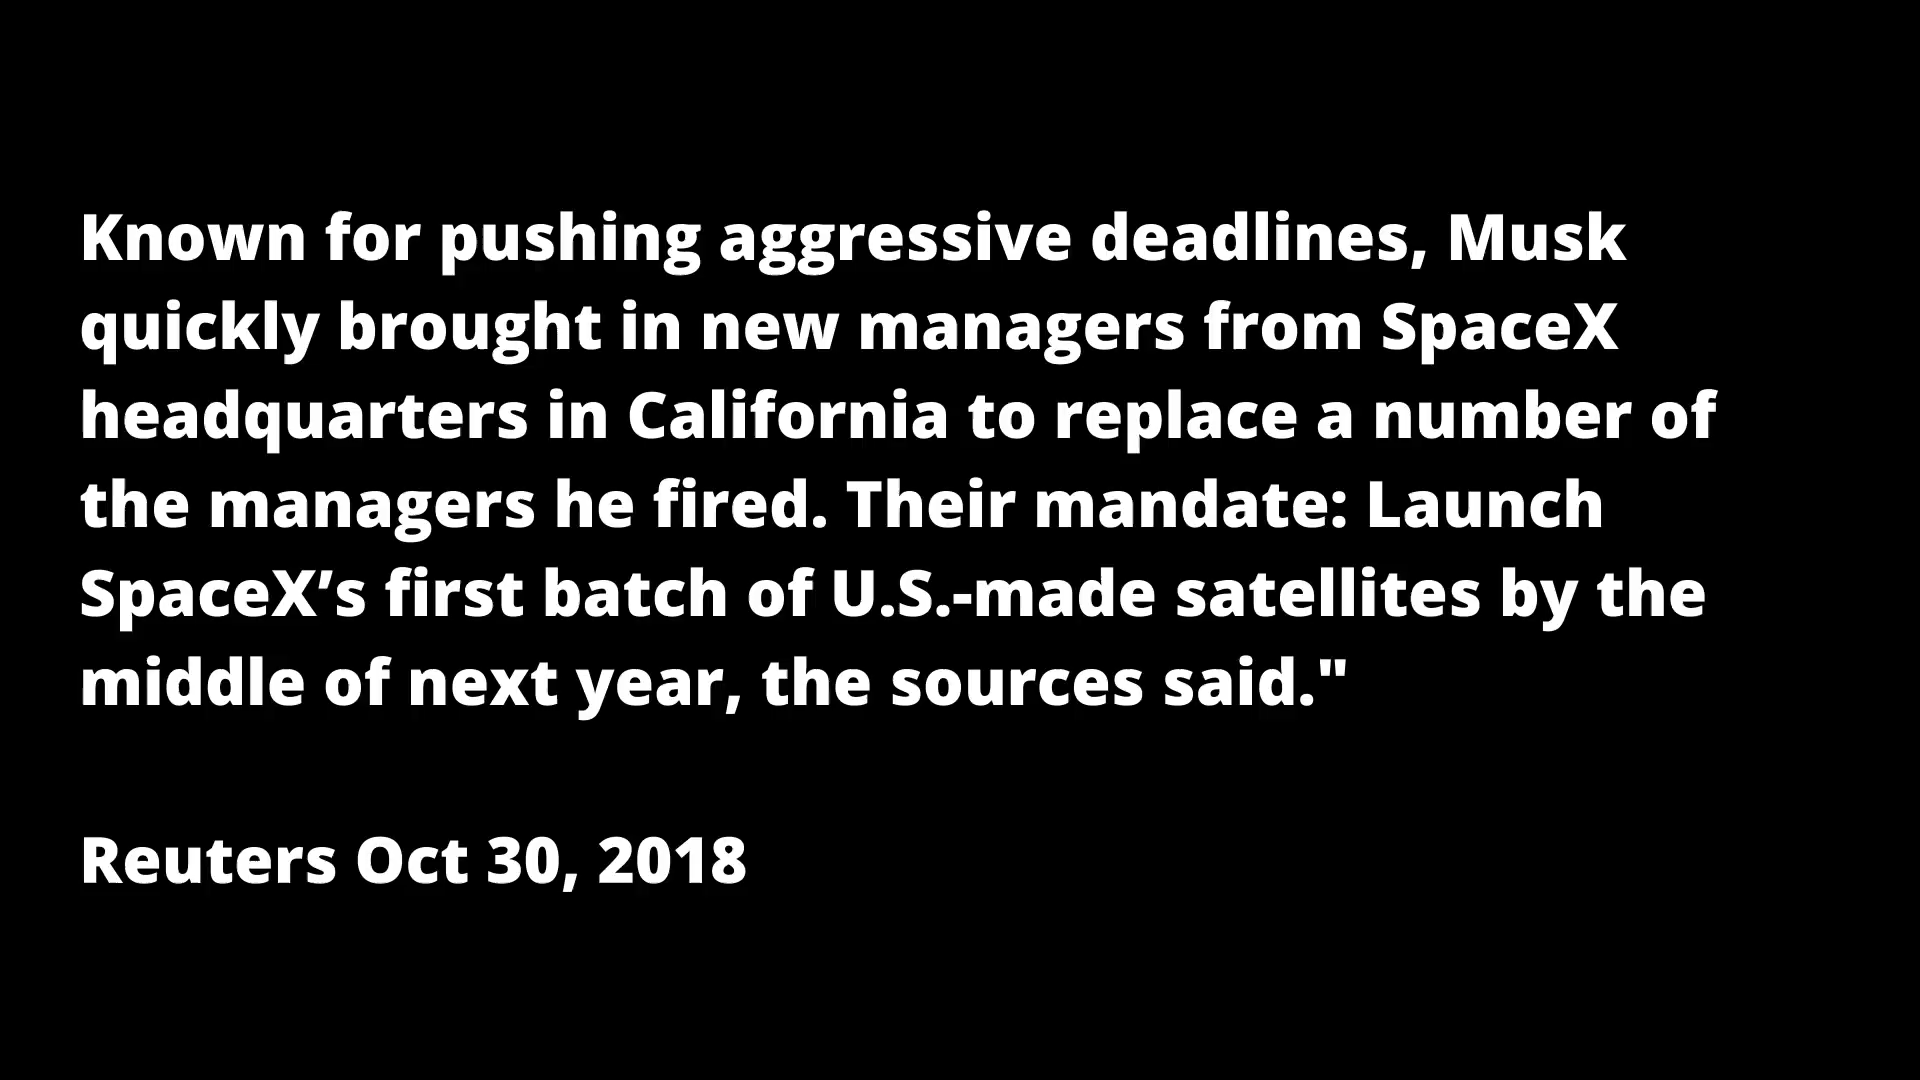 Known for pushing aggressive deadlines, Musk
quickly brought in new managers from SpaceX
headquarters in California to replace a number of
the managers he fired. Their mandate: Launch
SpaceX’s first batch of U.S.-made satellites by the
middle of next year, the sources said."
Reuters Oct 30, 2018